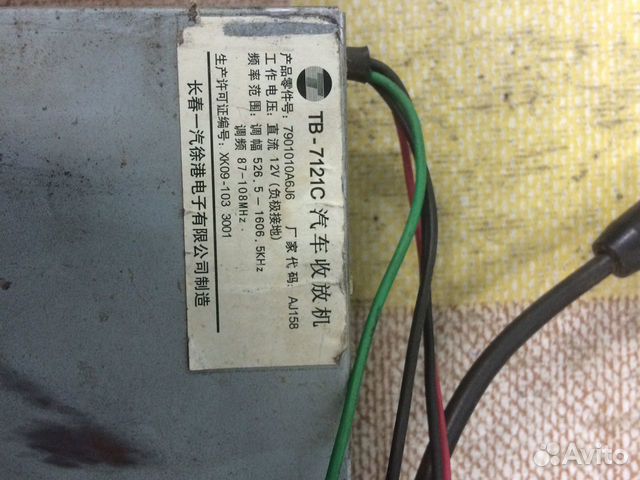 TB-7121C 汽车收放机
产品零件号: 7901010A6J6 厂家代码: AJ158
工作电压: 直流 12V (负极接地)
频率范围: 调幅 526.5-1606.5KHz
调频 87-108MHz.
生产许可证编号: XK09-103 3001
长春一汽徐港电子有限公司制造
Avito